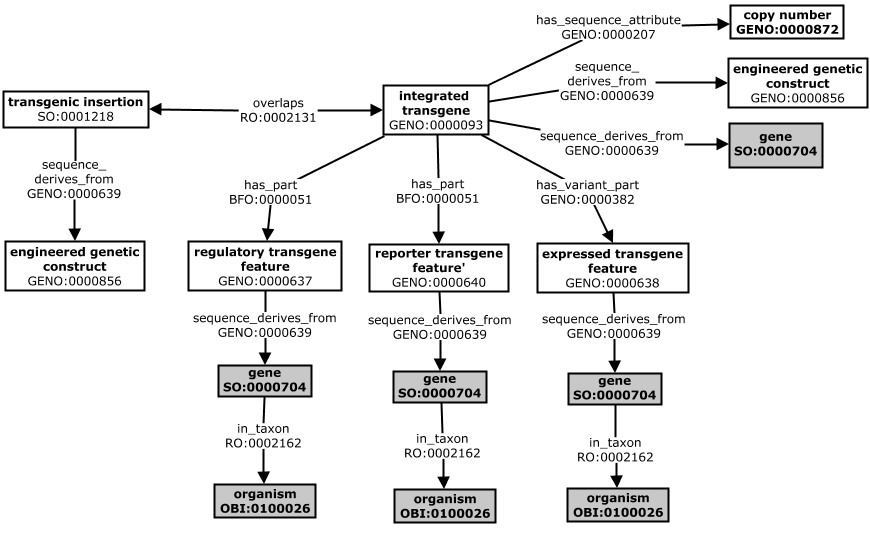 has_sequence_attribute
GENO:0000207
copy number
GENO:0000872
transgenic insertion
SO:0001218
overlaps
RO:0002131
integrated
transgene
GENO:0000093
sequence_
derives_from
GENO:0000639
engineered genetic
construct
GENO:0000856
sequence_derives_from
GENO:0000639
gene
SO:0000704
sequence_
derives_from
GENO:0000639
has_part
BFO:0000051
has_part
BFO:0000051
has_variant_part
GENO:0000382
engineered genetic
construct
GENO:0000856
regulatory transgene
feature
GENO:0000637
reporter transgene
feature'
GENO:0000640
expressed transgene
feature
GENO:0000638
sequence_derives_from
GENO:0000639
sequence_derives_from
GENO:0000639
sequence_derives_from
GENO:0000639
gene
SO:0000704
gene
SO:0000704
gene
SO:0000704
in_taxon
RO:0002162
in_taxon
RO:0002162
in_taxon
RO:0002162
organism
OBI:0100026
organism
OBI:0100026
organism
OBI:0100026